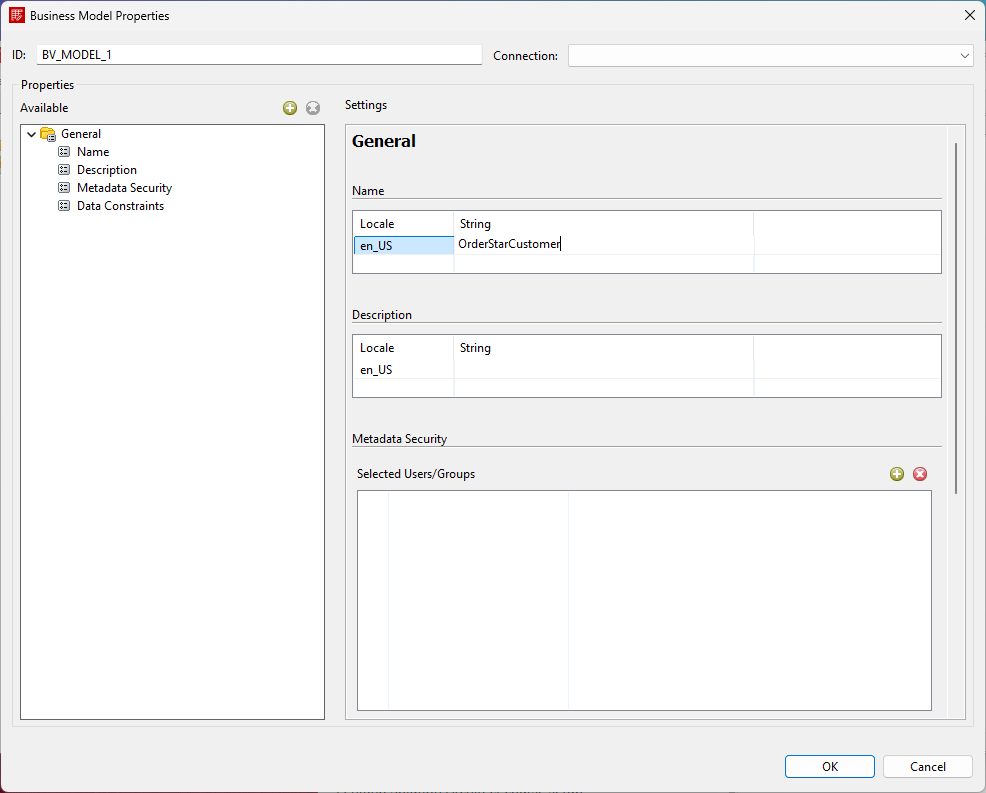 Business Model Properties
ID: BV_MODEL_1 Connection:
Properties
Available
Settings
General
Name
Description
Metadata Security
Data Constraints
General
Name
Locale String
en_US OrderStarCustomer
Description
Locale String
en_US
Metadata Security
Selected Users/Groups
OK Cancel